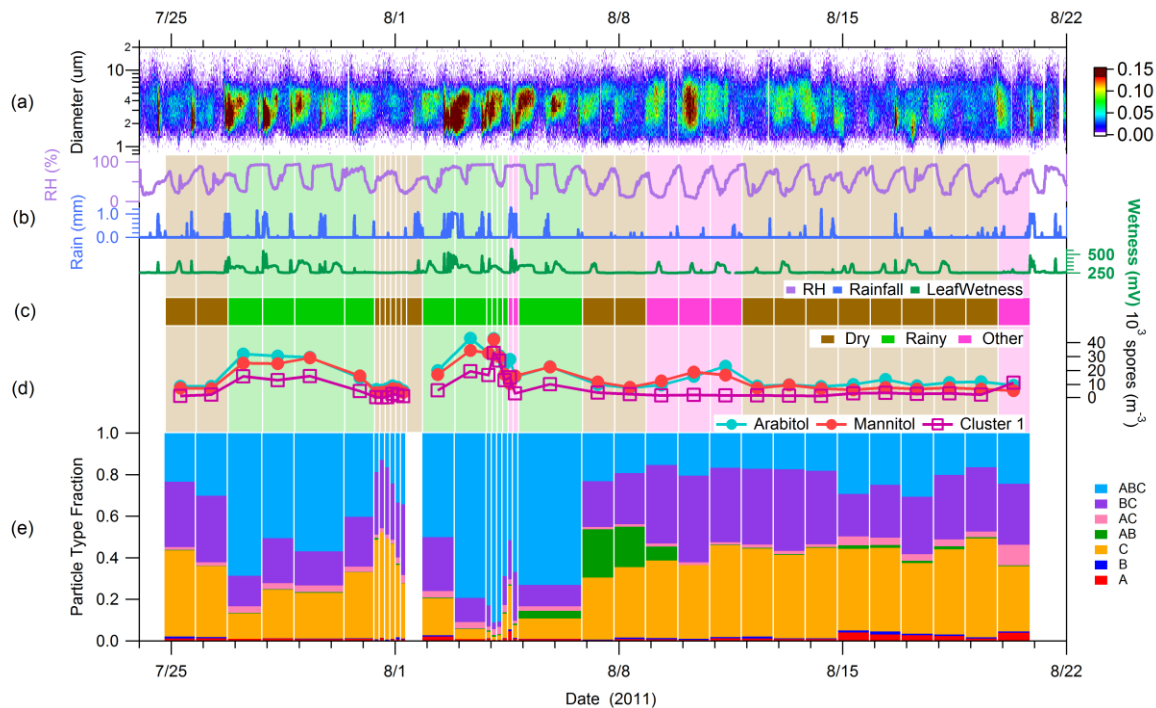 7/25 8/1 8/8 8/15 8/22
(a)
Diameter (um)
2
10
4
2
1
0.15
0.10
0.05
0.00
(b)
RH (%)
100
0
Rain (mm)
1.0
0.0
Wetness (mV)
500
250
RH Rainfall LeafWetness
(c)
Dry Rainy Other
(d)
40
30
20
10
0
10³ spores (m⁻³)
Arabitol Mannitol Cluster 1
(e)
Particle Type Fraction
1.0
0.8
0.6
0.4
0.2
0.0
ABC
BC
AC
AB
C
B
A
7/25 8/1 8/8 8/15 8/22
Date (2011)